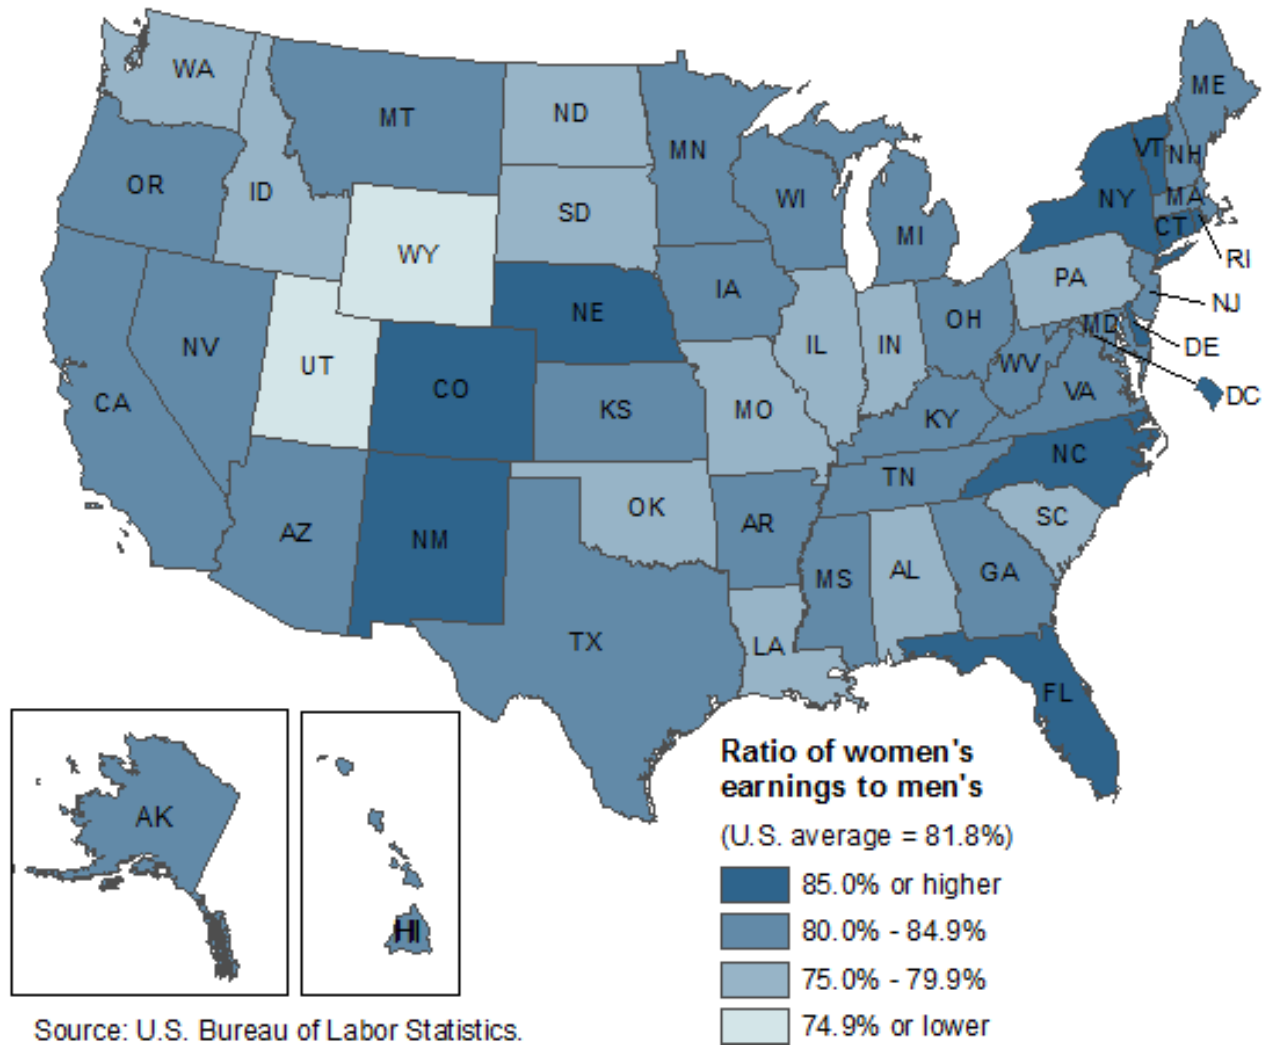 WA
MT
ND
MN
ME
VT
NH
OR
ID
SD
WI
NY
MA
MI
CT
WY
RI
PA
IA
NJ
NE
OH
MD
NV
IL
IN
DE
UT
WV
CO
VA
DC
CA
KS
MO
KY
NC
TN
OK
AR
SC
AZ
NM
MS
AL
GA
TX
LA
FL
AK
HI
Ratio of women's
earnings to men's
(U.S. average = 81.8%)
85.0% or higher
80.0% - 84.9%
75.0% - 79.9%
74.9% or lower
Source: U.S. Bureau of Labor Statistics.